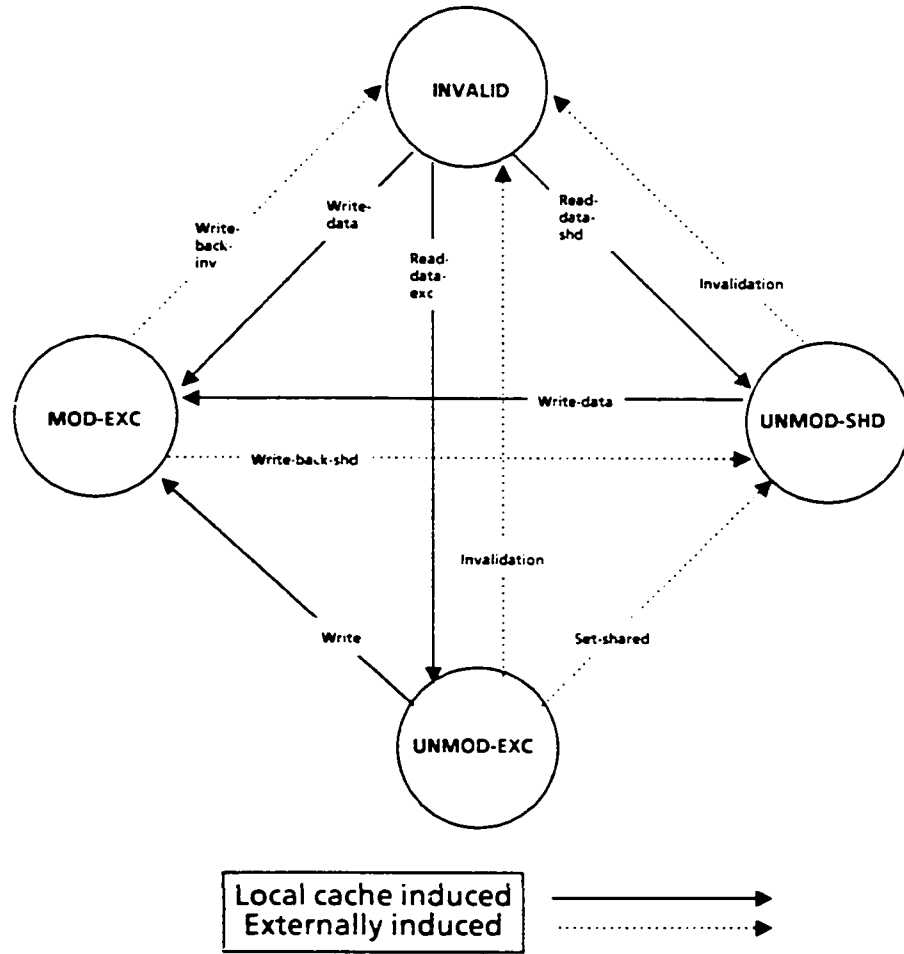 INVALID
Write-
data
Read-
data-
shd
Write-
back-
inv
Read-
data-
exc
Invalidation
MOD-EXC
Write-data
UNMOD-SHD
Write-back-shd
Invalidation
Write
Set-shared
UNMOD-EXC
Local cache induced
Externally induced